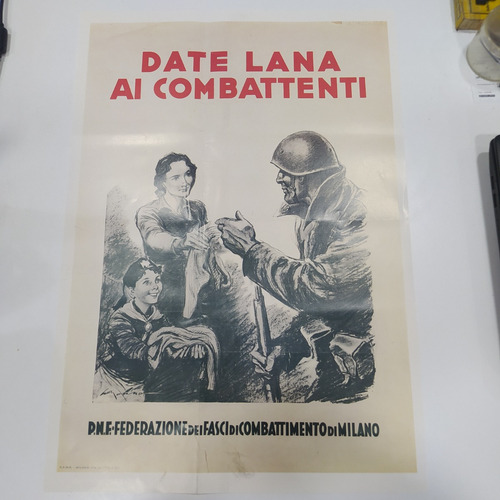 DATE LANA
AI COMBATTENTI
P.N.F. FEDERAZIONE DEI FASCI DI COMBATTIMENTO DI MILANO